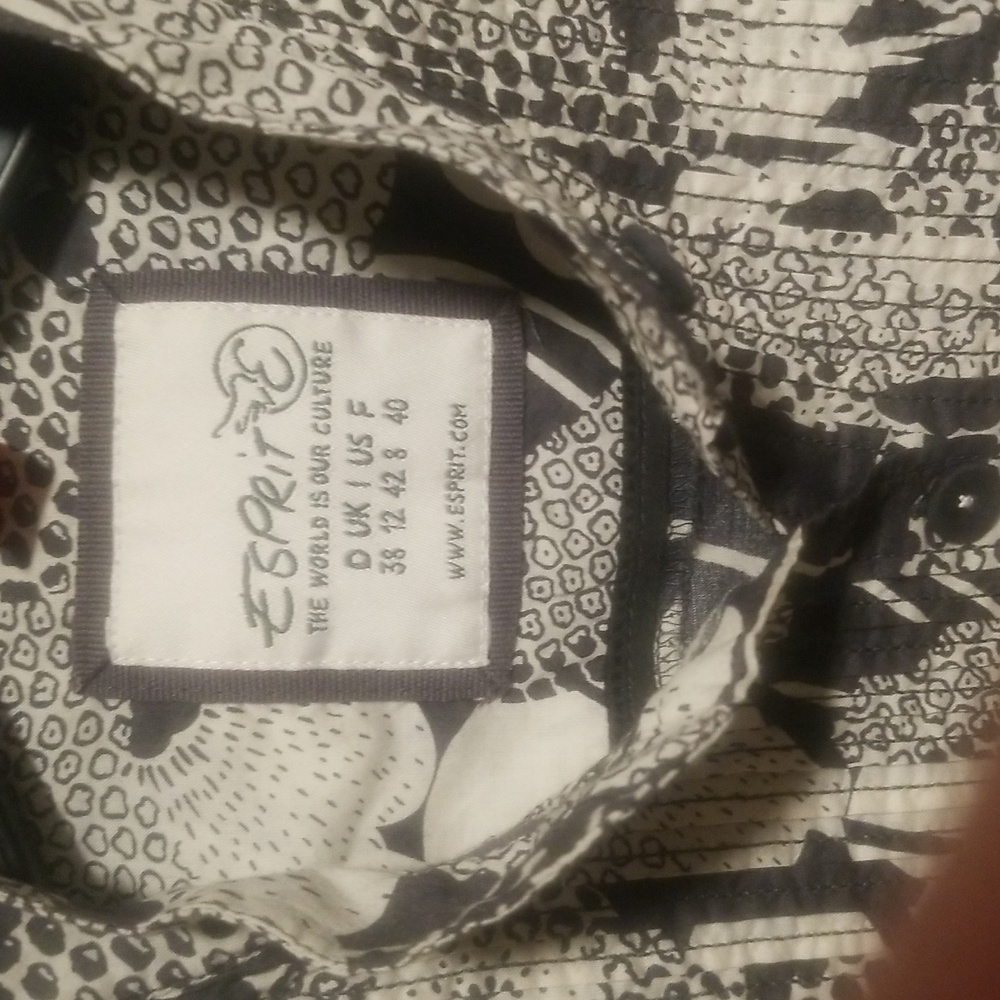 ESPRIT
THE WORLD IS OUR CULTURE
D UK I US F
38 12 42 8 40
WWW.ESPRIT.COM